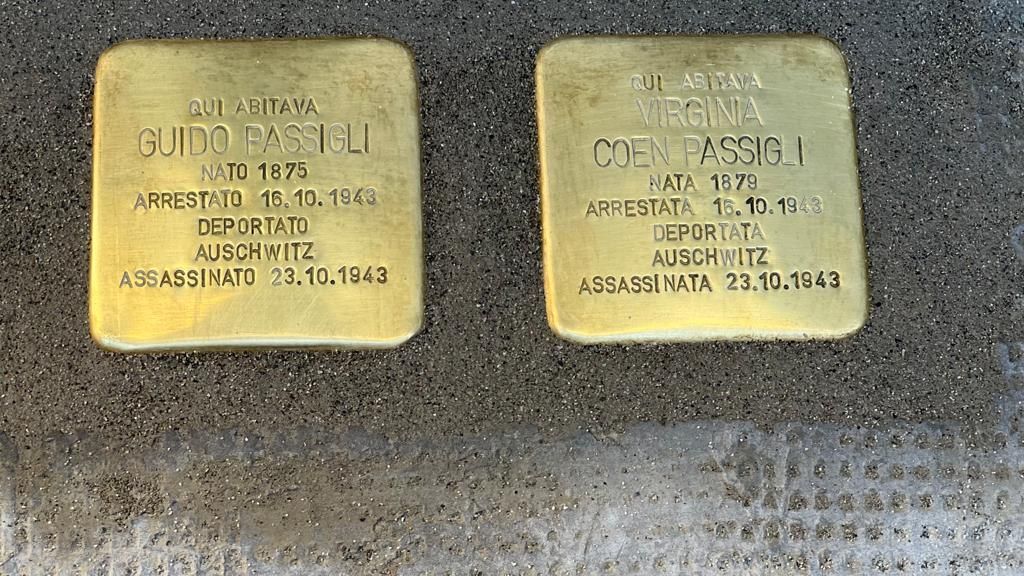 QUI ABITAVA
GUIDO PASSIGLI
NATO 1875
ARRESTATO 16.10.1943
DEPORTATO
AUSCHWITZ
ASSASSINATO 23.10.1943
QUI ABITAVA
VIRGINIA
COEN PASSIGLI
NATA 1879
ARRESTATA 16.10.1943
DEPORTATA
AUSCHWITZ
ASSASSINATA 23.10.1943